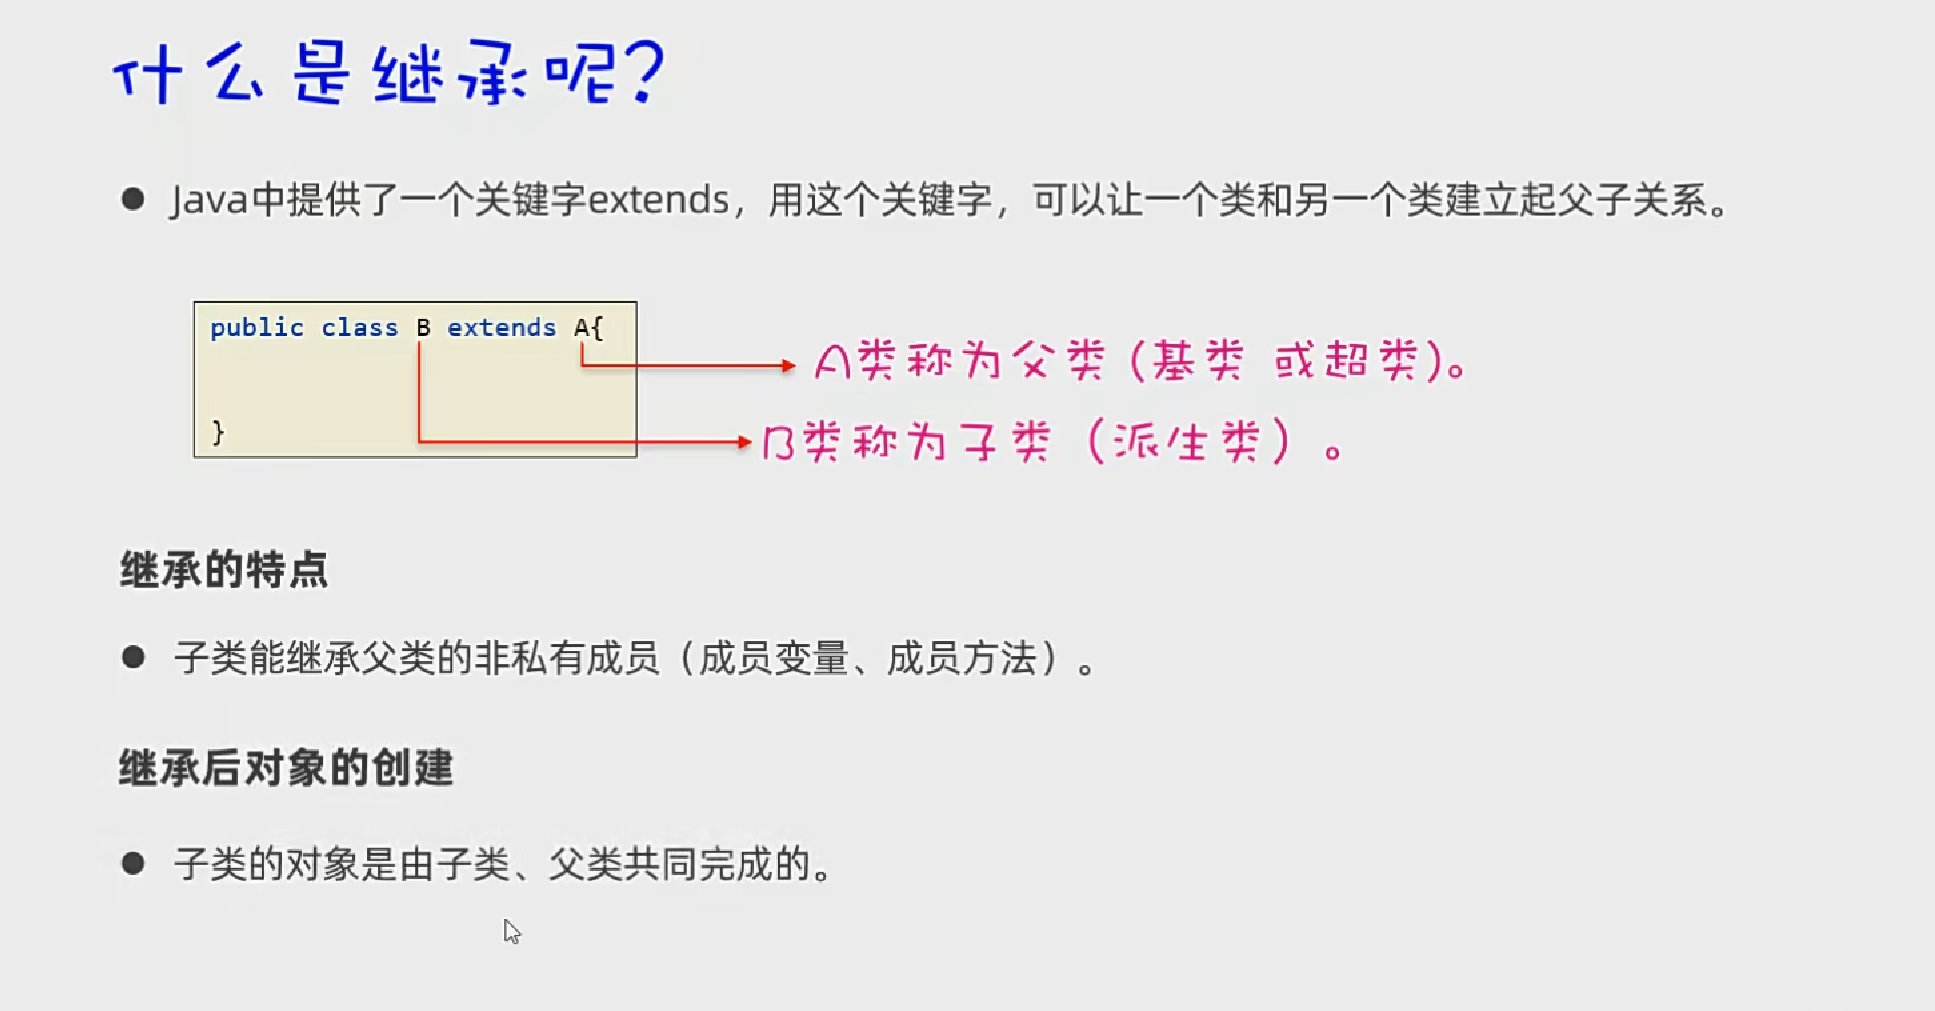 什么是继承呢?
● Java中提供了一个关键字extends，用这个关键字，可以让一个类和另一个类建立起父子关系。
public class B extends A{
A类称为父类(基类 或超类)。
}
B类称为子类（派生类）。
继承的特点
● 子类能继承父类的非私有成员（成员变量、成员方法）。
继承后对象的创建
● 子类的对象是由子类、父类共同完成的。